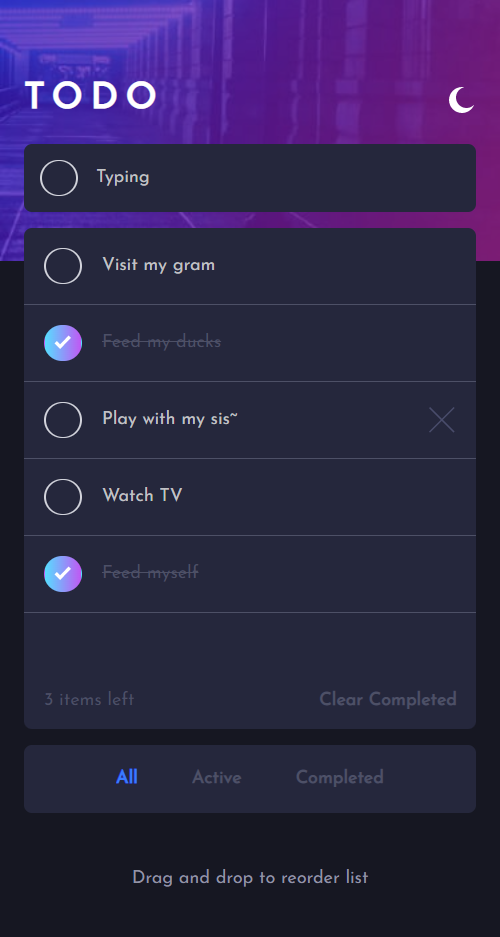 TODO
Typing
Visit my gram
Feed my ducks
Play with my sis~
Watch TV
Feed myself
3 items left Clear Completed
All Active Completed
Drag and drop to reorder list